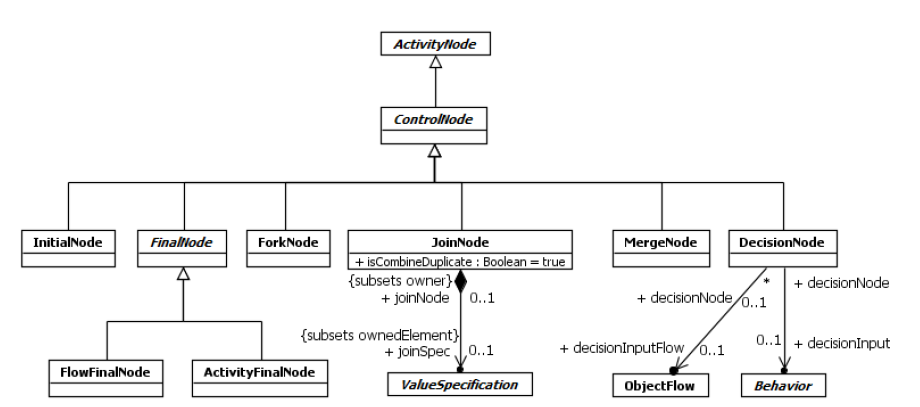 ActivityNode
ControlNode
InitialNode
FinalNode
ForkNode
JoinNode
MergeNode
DecisionNode
+ isCombineDuplicate : Boolean = true
{subsets owner}
+ joinNode
0..1
+ decisionNode
*
0..1
+ decisionNode
{subsets ownedElement}
+ joinSpec
0..1
+ decisionInputFlow
0..1
0..1
+ decisionInput
FlowFinalNode
ActivityFinalNode
ValueSpecification
ObjectFlow
Behavior